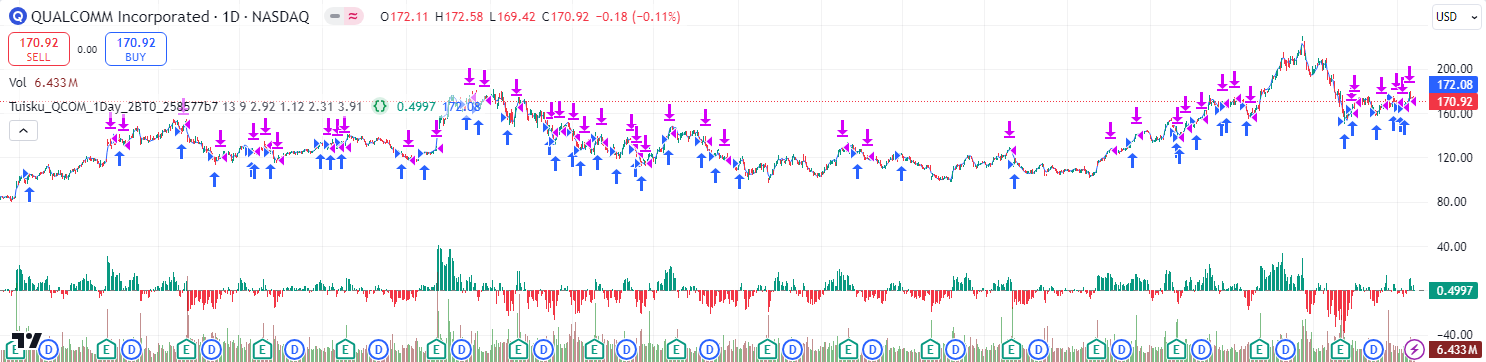 QUALCOMM Incorporated · 1D · NASDAQ O172.11 H172.58 L169.42 C170.92 −0.18 (−0.11%)
USD
170.92 SELL 0.00 170.92 BUY
Vol 6.433M
Tuisku_QCOM_1Day_2BT0_258577b7 13 9 2.92 1.12 2.31 3.91 {} 0.4997 172.08
200.00
172.08
170.92
160.00
120.00
80.00
40.00
0.4997
−40.00
6.433M
E D E D E D E D E D E D E D E D E D E D E D E D E D E D E D E D E D